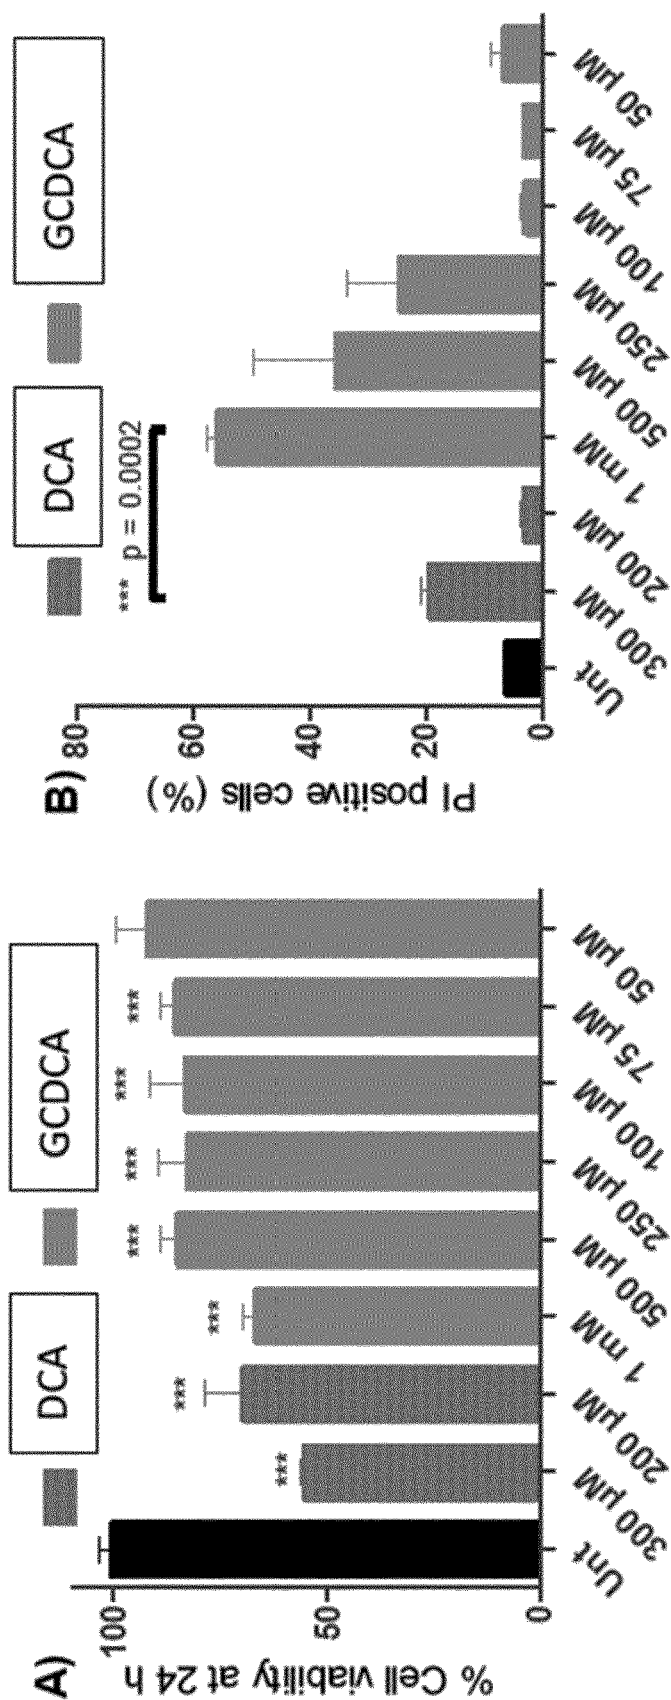 A)
DCA
GCDCA
% Cell viability at 24 h
100
50
0
***
***
***
***
***
***
***
Unt
300 µM
200 µM
1 mM
500 µM
250 µM
100 µM
75 µM
50 µM
B)
DCA
GCDCA
*** p = 0.0002
PI positive cells (%)
80
60
40
20
0
Unt
300 µM
200 µM
1 mM
500 µM
250 µM
100 µM
75 µM
50 µM